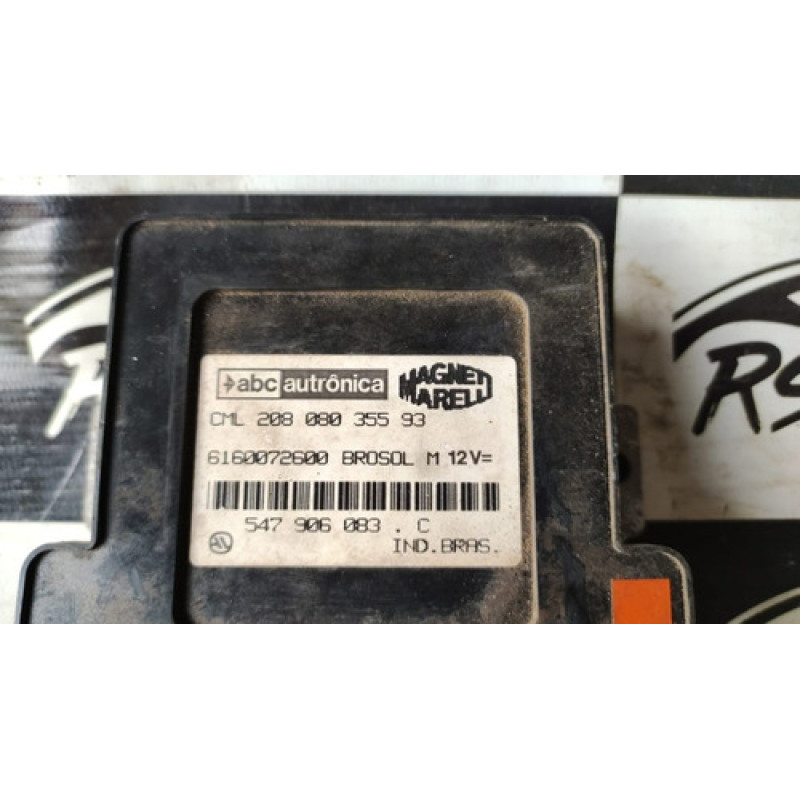 abc autrônica MAGNETI MARELLI
CML 208 080 355 93
6160072600 BROSOL M 12V=
547 906 083 . C
IND.BRAS.
RS